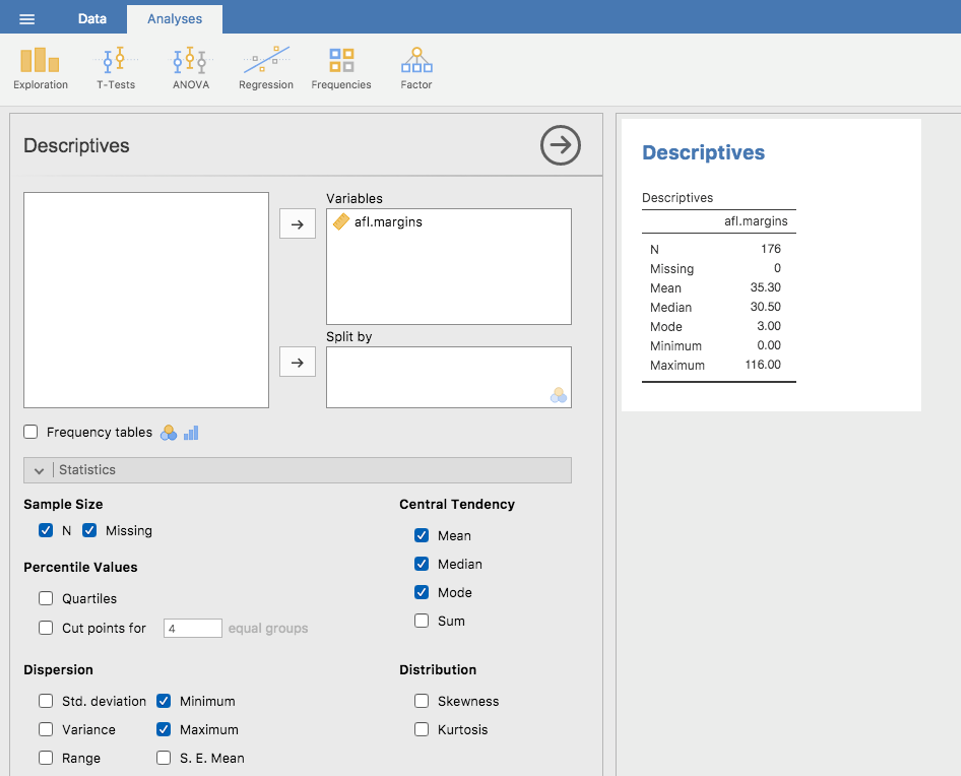 Data Analyses
Exploration T-Tests ANOVA Regression Frequencies Factor
Descriptives
Variables
afl.margins
Split by
Frequency tables
Statistics
Sample Size
N Missing
Percentile Values
Quartiles
Cut points for 4 equal groups
Dispersion
Std. deviation Minimum
Variance Maximum
Range S. E. Mean
Central Tendency
Mean
Median
Mode
Sum
Distribution
Skewness
Kurtosis
Descriptives
Descriptives
afl.margins
N 176
Missing 0
Mean 35.30
Median 30.50
Mode 3.00
Minimum 0.00
Maximum 116.00